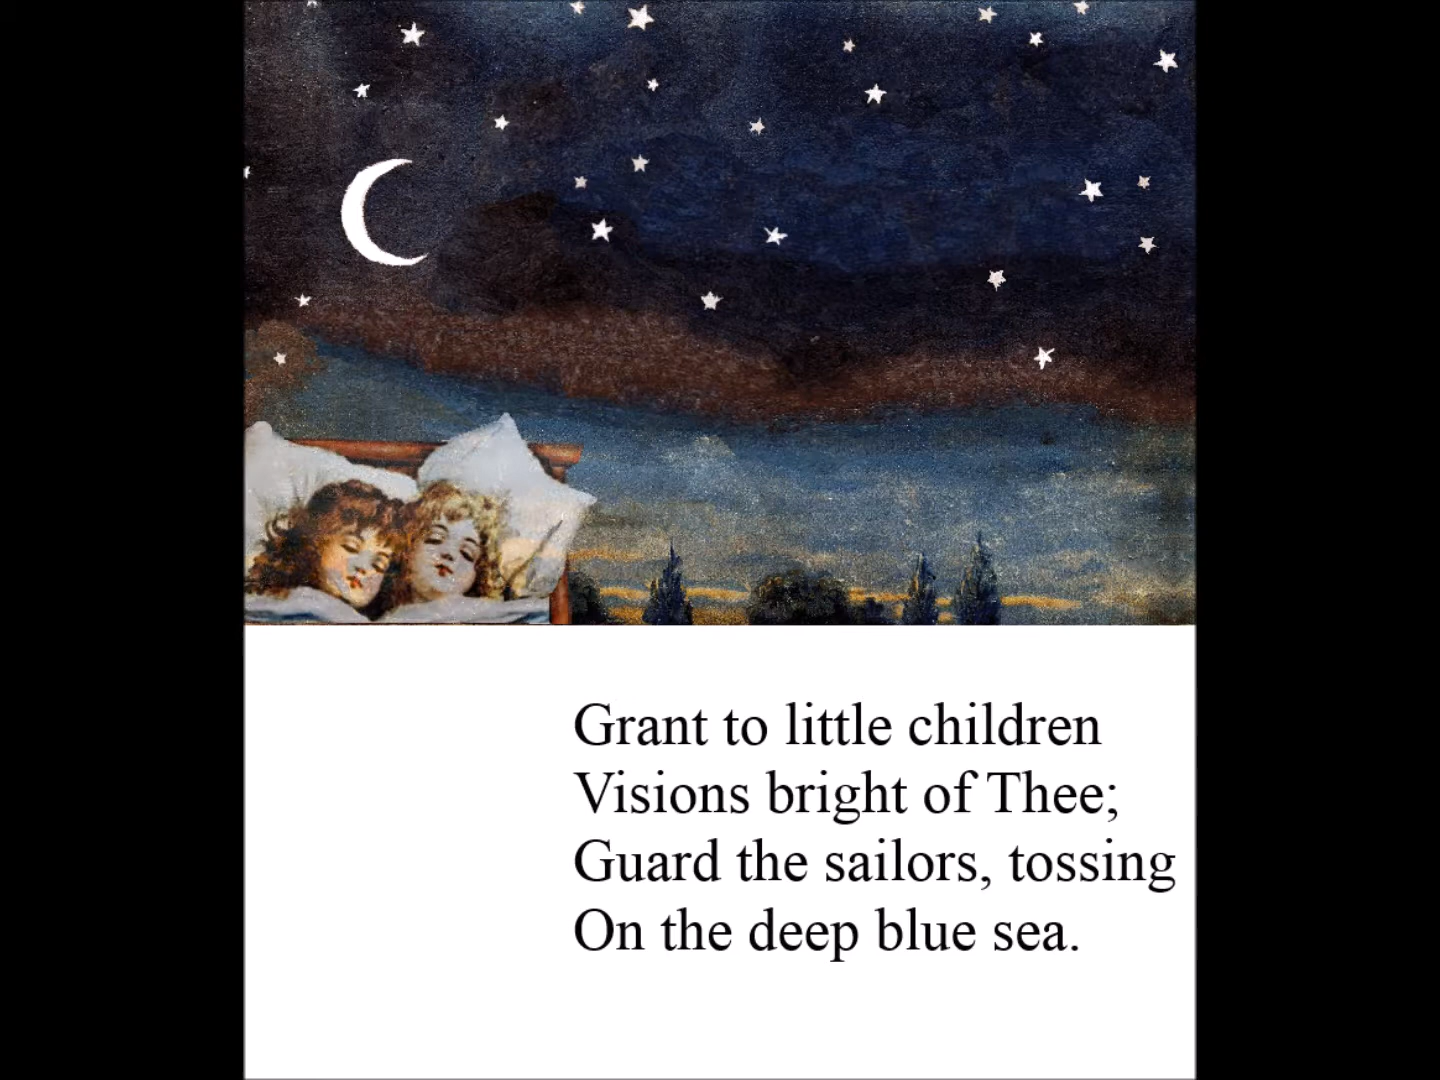 Grant to little children
Visions bright of Thee;
Guard the sailors, tossing
On the deep blue sea.